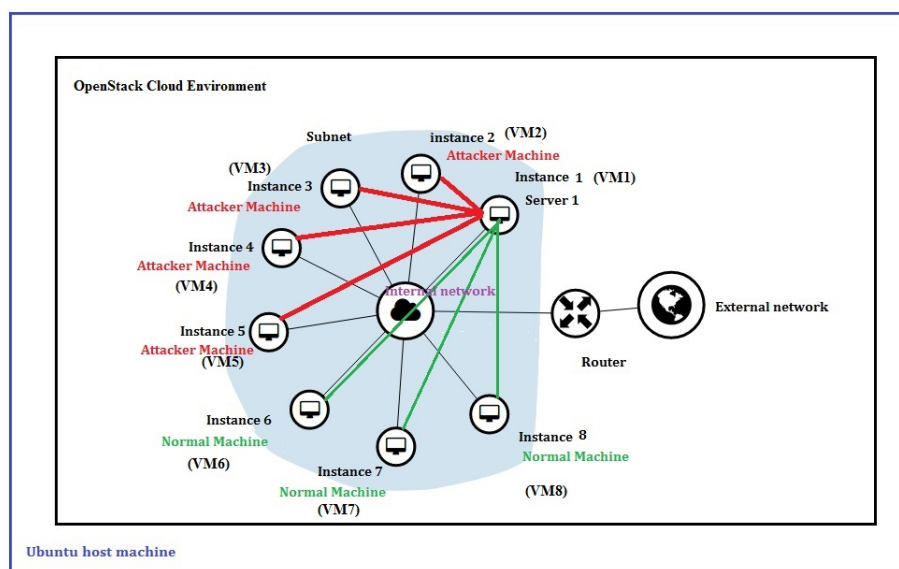 OpenStack Cloud Environment
Subnet
instance 2 (VM2)
Attacker Machine
(VM3)
Instance 3
Attacker Machine
Instance 1 (VM1)
Server 1
Instance 4
Attacker Machine
(VM4)
internal network
External network
Instance 5
Attacker Machine
(VM5)
Router
Instance 6
Normal Machine
(VM6)
Instance 7
Normal Machine
(VM7)
Instance 8
Normal Machine
(VM8)
Ubuntu host machine